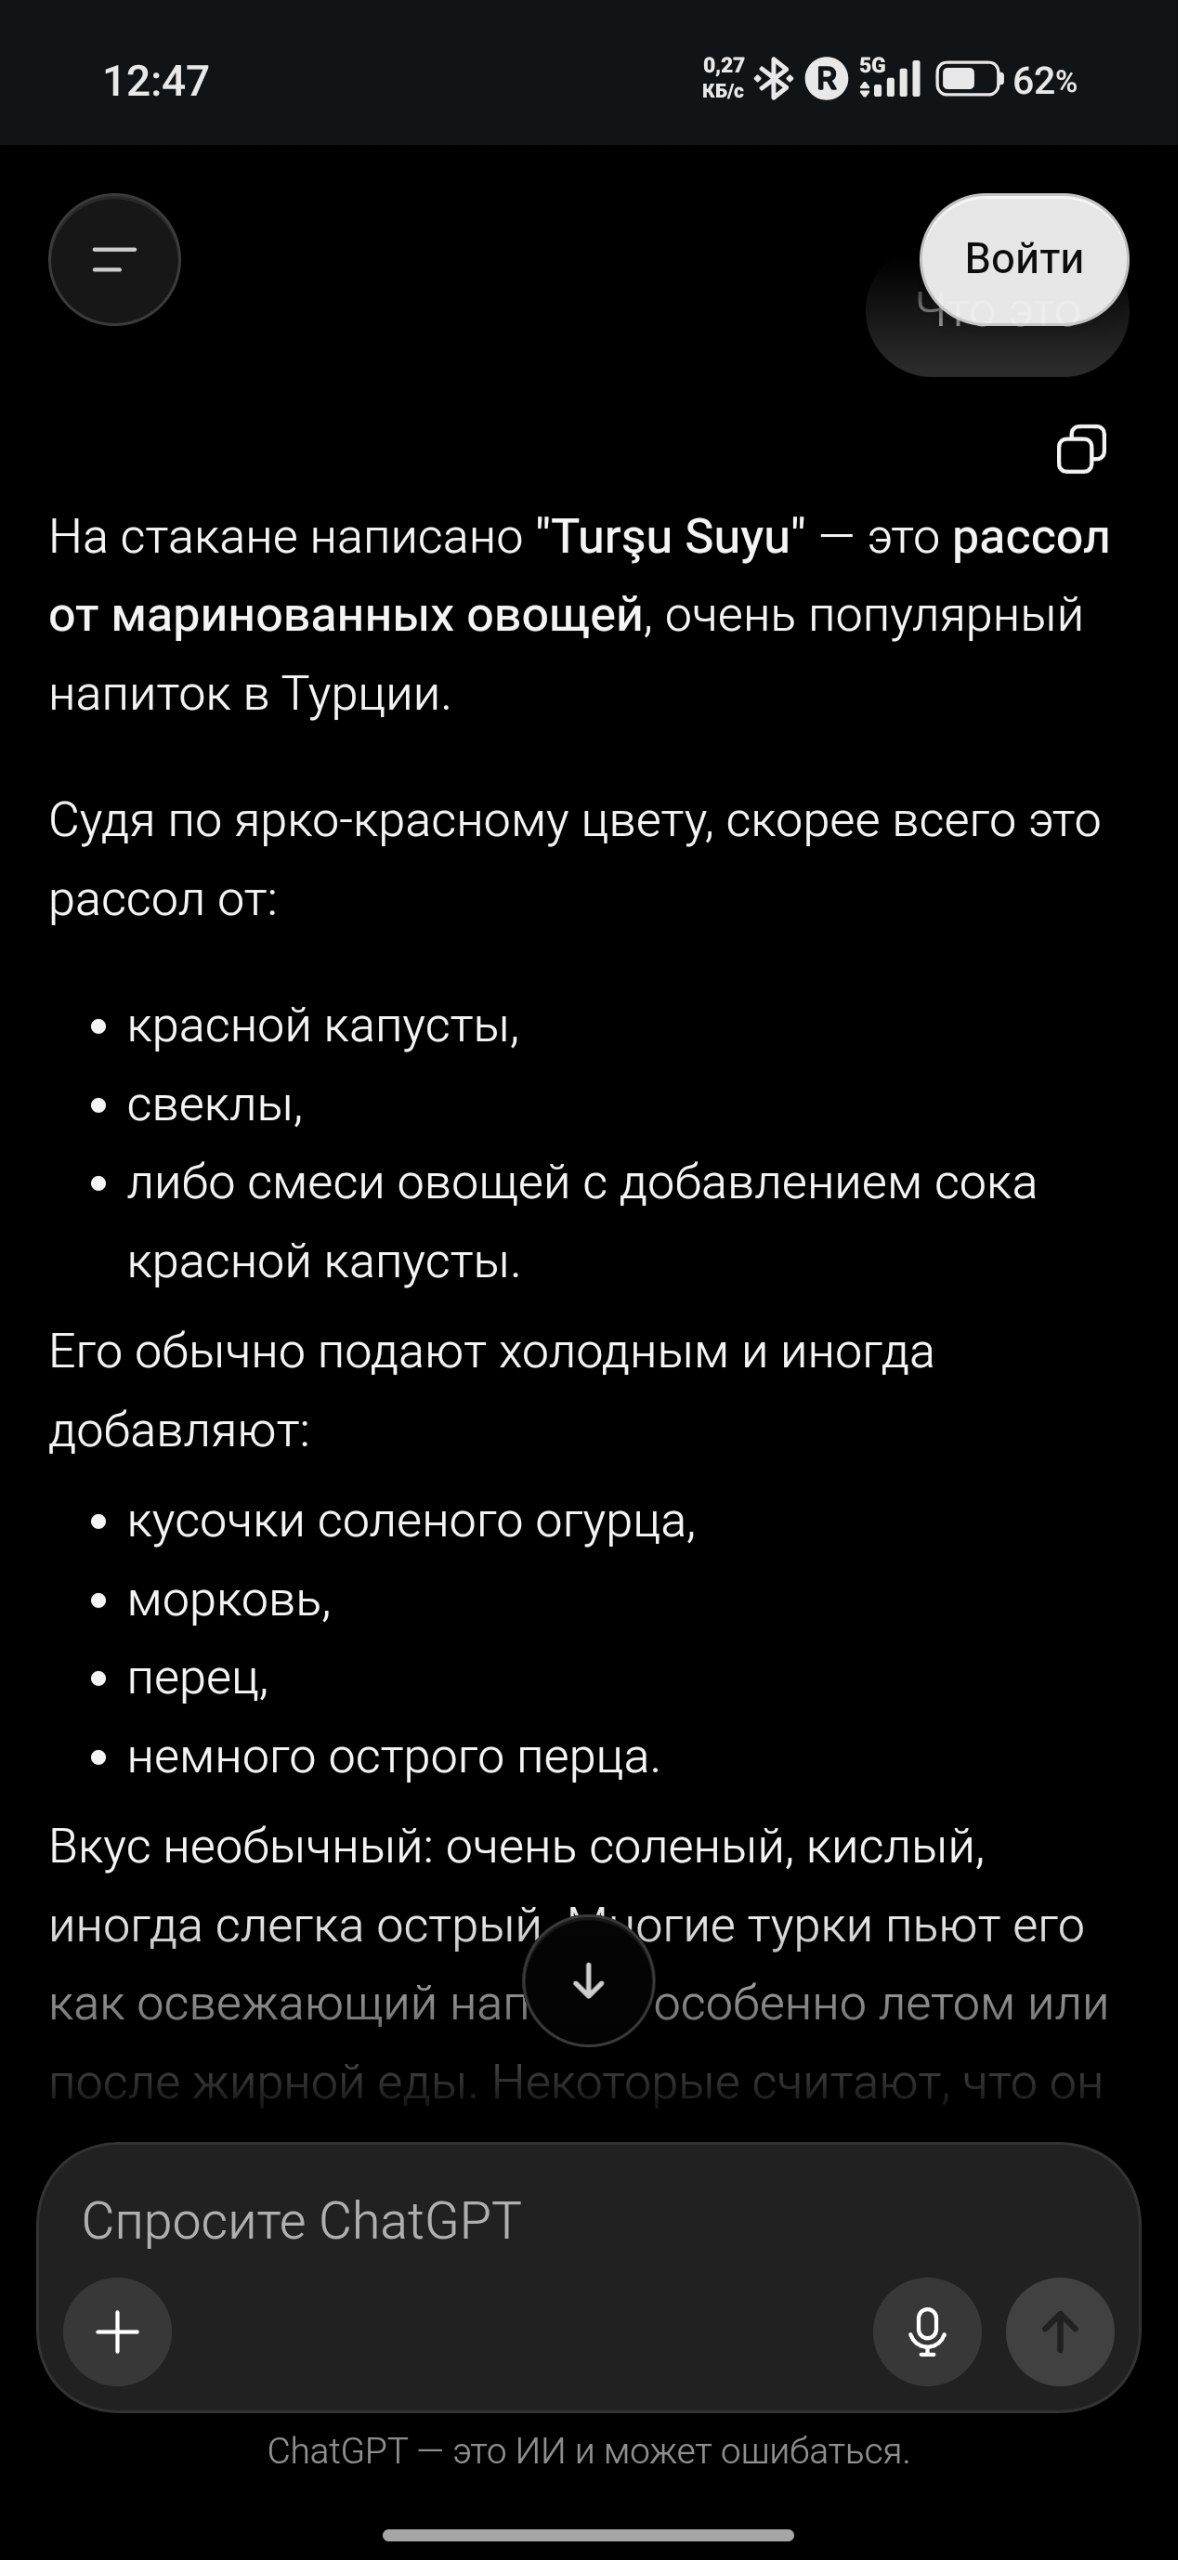 12:47
0,27
КБ/с
R
5G
62%
Войти
Что это
На стакане написано "Turşu Suyu" — это рассол
от маринованных овощей, очень популярный
напиток в Турции.
Судя по ярко-красному цвету, скорее всего это
рассол от:
• красной капусты,
• свеклы,
• либо смеси овощей с добавлением сока
красной капусты.
Его обычно подают холодным и иногда
добавляют:
• кусочки соленого огурца,
• морковь,
• перец,
• немного острого перца.
Вкус необычный: очень соленый, кислый,
иногда слегка острый. Многие турки пьют его
как освежающий нап особенно летом или
после жирной еды. Некоторые считают, что он
Спросите ChatGPT
ChatGPT — это ИИ и может ошибаться.